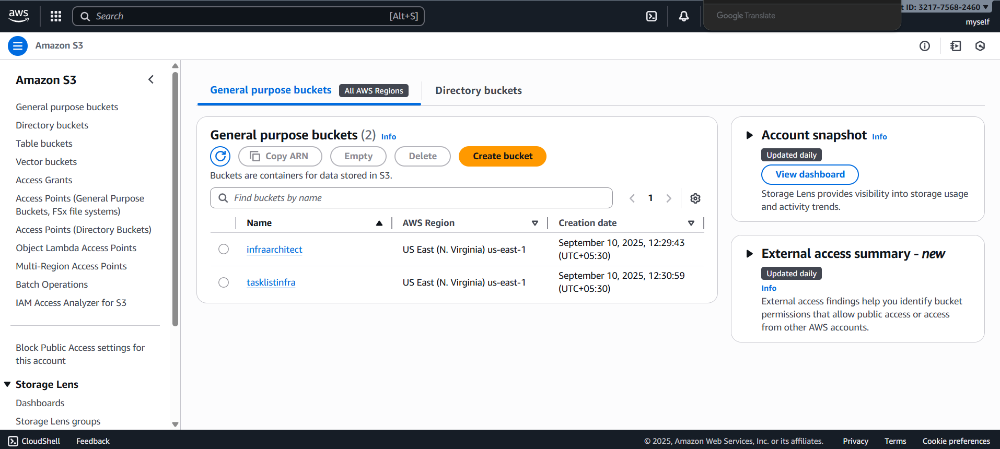 aws
Search
[Alt+S]
Google Translate
t ID: 3217-7568-2460
myself
Amazon S3
Amazon S3
General purpose buckets
Directory buckets
Table buckets
Vector buckets
Access Grants
Access Points (General Purpose
Buckets, FSx file systems)
Access Points (Directory Buckets)
Object Lambda Access Points
Multi-Region Access Points
Batch Operations
IAM Access Analyzer for S3
Block Public Access settings for
this account
Storage Lens
Dashboards
Storage Lens groups
General purpose buckets
All AWS Regions
Directory buckets
General purpose buckets (2) Info
Copy ARN
Empty
Delete
Create bucket
Buckets are containers for data stored in S3.
Find buckets by name
1
Name
AWS Region
Creation date
infraarchitect
US East (N. Virginia) us-east-1
September 10, 2025, 12:29:43
(UTC+05:30)
tasklistinfra
US East (N. Virginia) us-east-1
September 10, 2025, 12:30:59
(UTC+05:30)
Account snapshot Info
Updated daily
View dashboard
Storage Lens provides visibility into storage usage
and activity trends.
External access summary - new
Updated daily
Info
External access findings help you identify bucket
permissions that allow public access or access
from other AWS accounts.
CloudShell
Feedback
© 2025, Amazon Web Services, Inc. or its affiliates.
Privacy
Terms
Cookie preferences